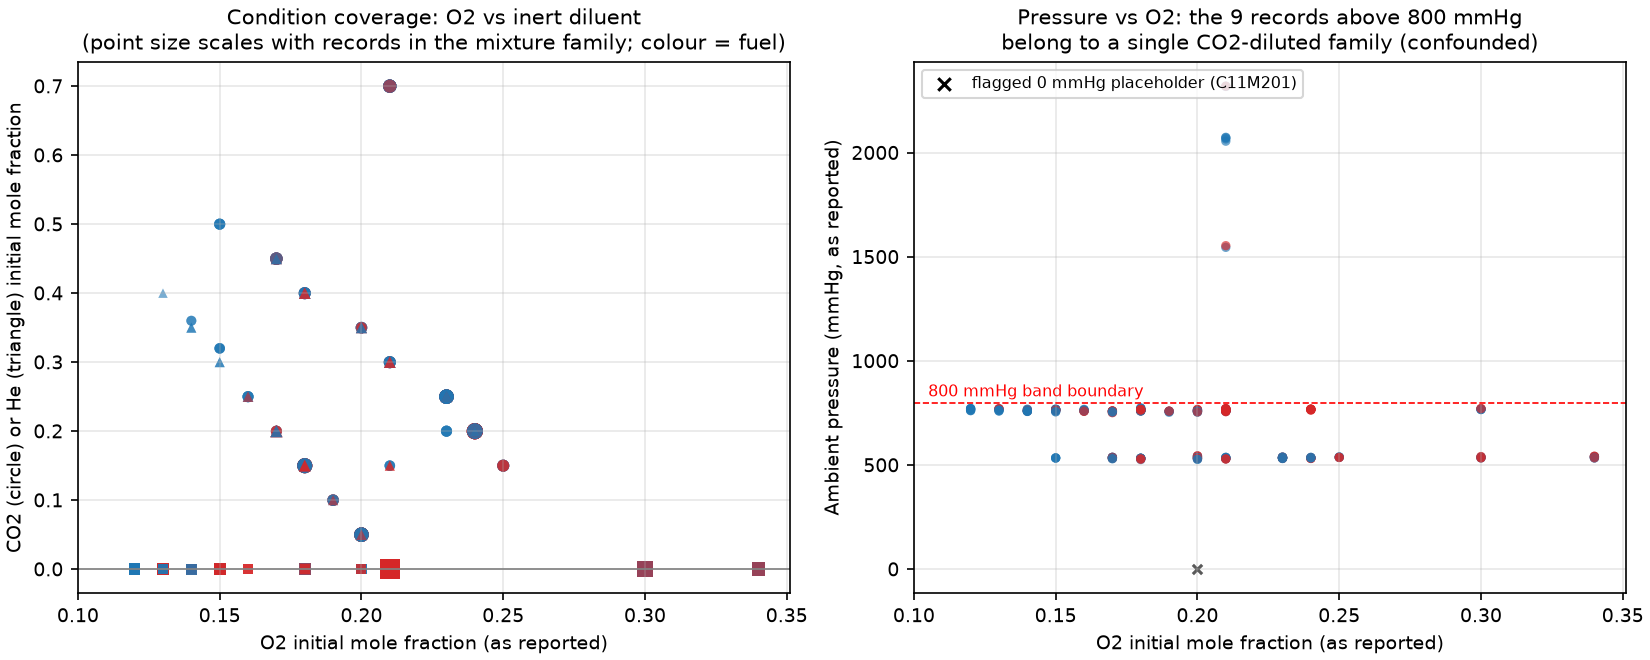 Condition coverage: O2 vs inert diluent
(point size scales with records in the mixture family; colour = fuel)
CO2 (circle) or He (triangle) initial mole fraction
0.7
0.6
0.5
0.4
0.3
0.2
0.1
0.0
0.10
0.15
0.20
0.25
0.30
0.35
O2 initial mole fraction (as reported)
Pressure vs O2: the 9 records above 800 mmHg
belong to a single CO2-diluted family (confounded)
flagged 0 mmHg placeholder (C11M201)
Ambient pressure (mmHg, as reported)
2000
1500
1000
800 mmHg band boundary
500
0
0.10
0.15
0.20
0.25
0.30
0.35
O2 initial mole fraction (as reported)